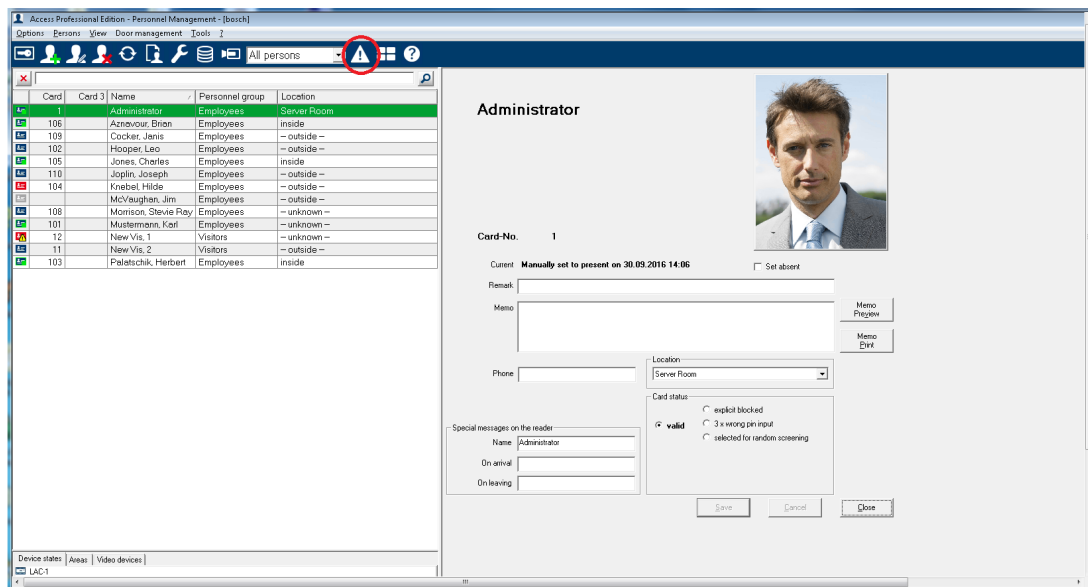 Access Professional Edition - Personnel Management - [bosch]
Options Persons View Door management Tools ?
All persons
Card Card 3 Name Personnel group Location
1 Administrator Employees Server Room
106 Aznavour, Brian Employees inside
109 Cocker, Janis Employees – outside –
102 Hooper, Leo Employees – outside –
105 Jones, Charles Employees inside
110 Joplin, Joseph Employees – outside –
104 Knebel, Hilde Employees – outside –
McVaughan, Jim Employees – outside –
108 Morrison, Stevie Ray Employees – unknown –
101 Mustermann, Karl Employees – unknown –
12 New Vis, 1 Visitors – unknown –
11 New Vis, 2 Visitors – outside –
103 Palatschik, Herbert Employees inside
Device states Areas Video devices
LAC-1
Administrator
Card-No. 1
Current Manually set to present on 30.09.2016 14:06 Set absent
Remark
Memo
Memo Preview
Memo Print
Phone
Location
Server Room
Card status
valid
explicit blocked
3 x wrong pin input
selected for random screening
Special messages on the reader
Name Administrator
On arrival
On leaving
Save Cancel Close